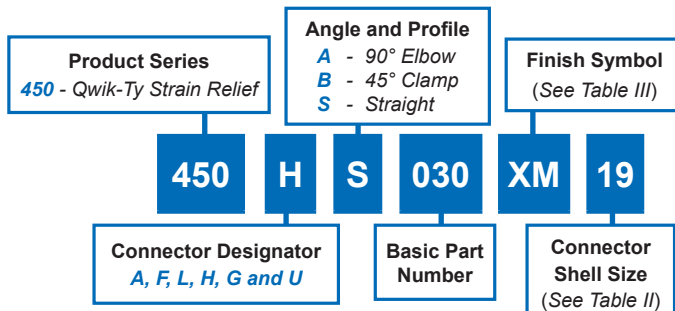 Product Series
450 - Qwik-Ty Strain Relief
Angle and Profile
A - 90° Elbow
B - 45° Clamp
S - Straight
Finish Symbol
(See Table III)
450 H S 030 XM 19
Connector Designator
A, F, L, H, G and U
Basic Part
Number
Connector
Shell Size
(See Table II)